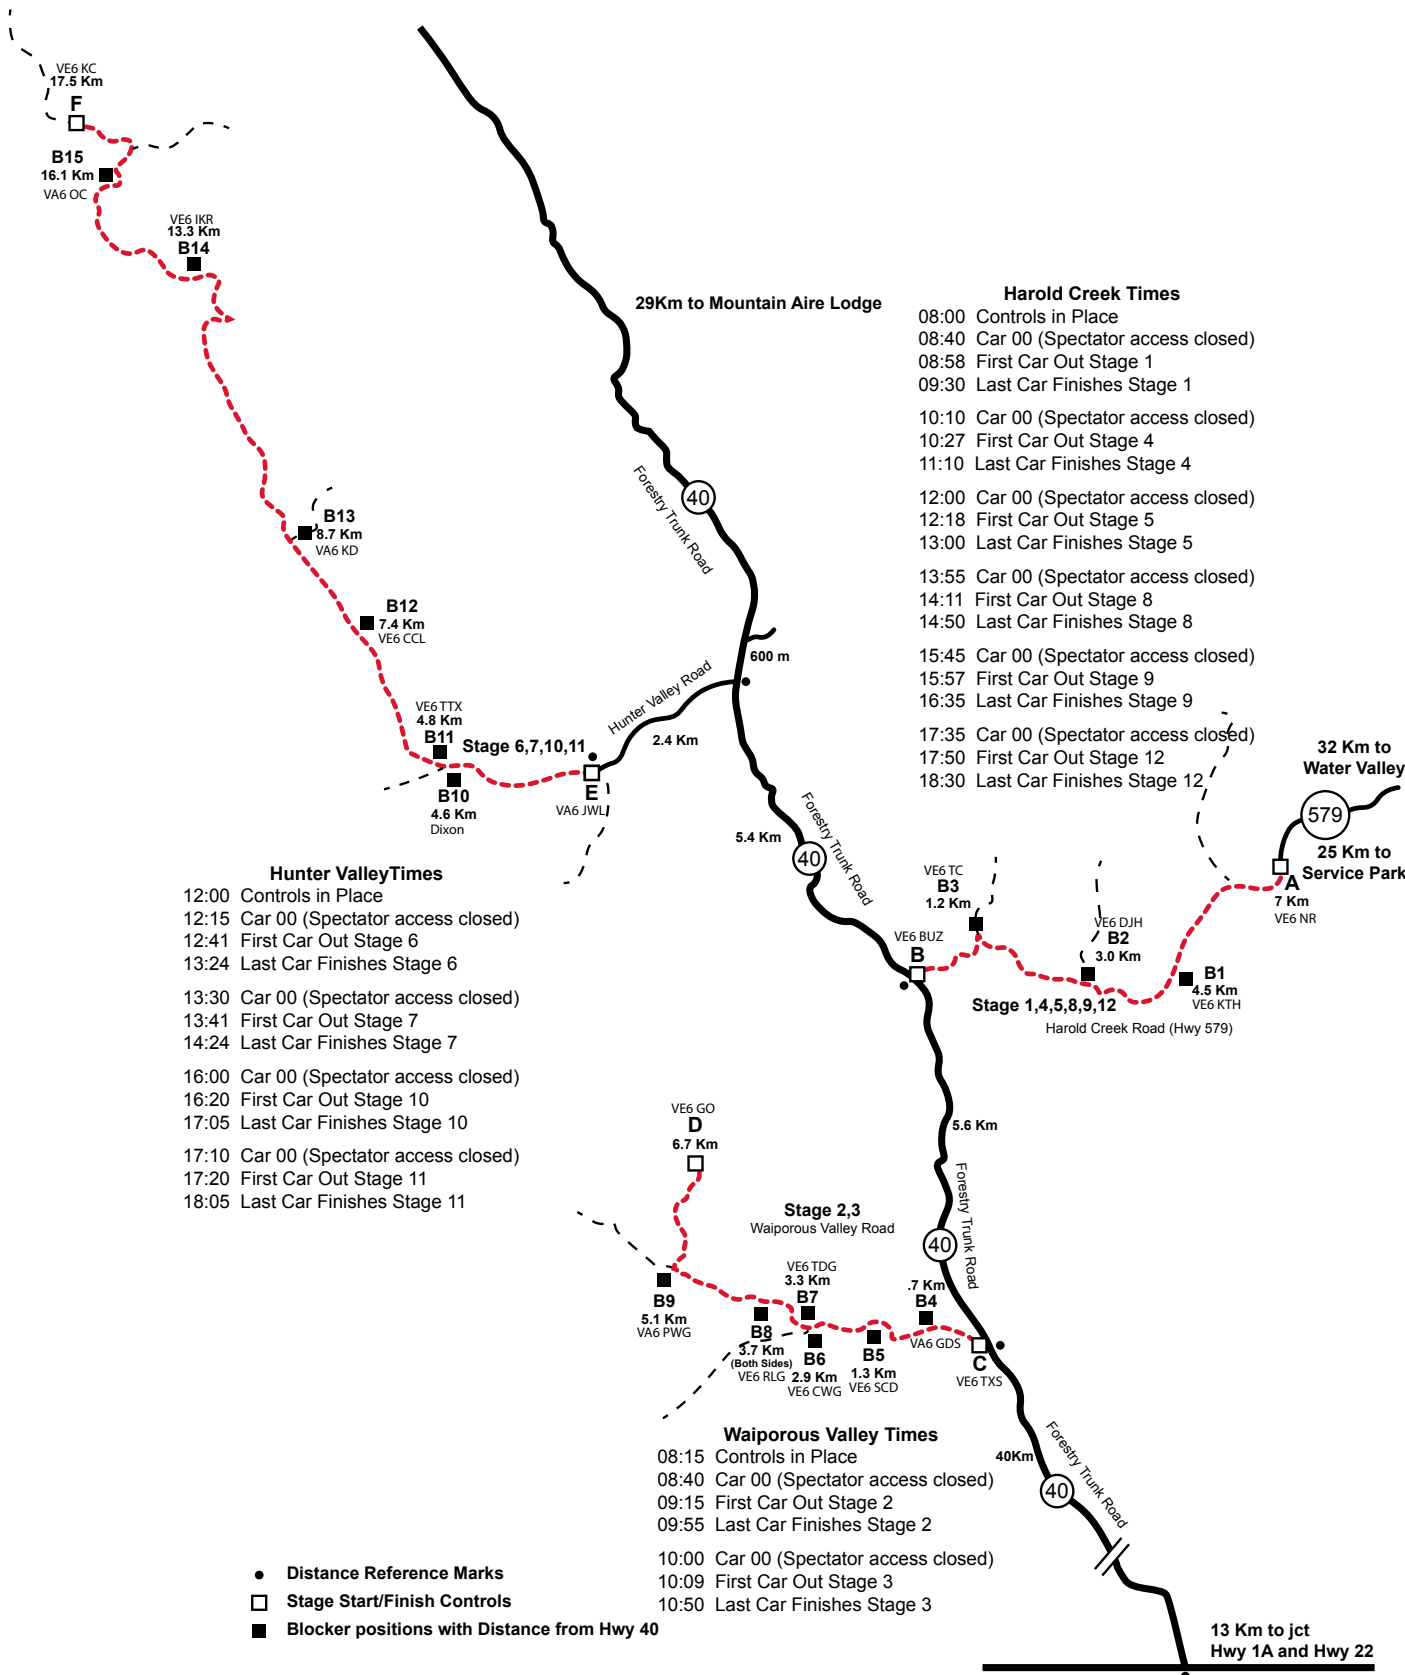 VE6 KC
17.5 Km
F
B15
16.1 Km
VA6 OC
VE6 IKR
13.3 Km
B14
29Km to Mountain Aire Lodge
Harold Creek Times
08:00 Controls in Place
08:40 Car 00 (Spectator access closed)
08:58 First Car Out Stage 1
09:30 Last Car Finishes Stage 1
10:10 Car 00 (Spectator access closed)
10:27 First Car Out Stage 4
11:10 Last Car Finishes Stage 4
12:00 Car 00 (Spectator access closed)
12:18 First Car Out Stage 5
13:00 Last Car Finishes Stage 5
13:55 Car 00 (Spectator access closed)
14:11 First Car Out Stage 8
14:50 Last Car Finishes Stage 8
15:45 Car 00 (Spectator access closed)
15:57 First Car Out Stage 9
16:35 Last Car Finishes Stage 9
17:35 Car 00 (Spectator access closed)
17:50 First Car Out Stage 12
18:30 Last Car Finishes Stage 12
40
Forestry Trunk Road
B13
8.7 Km
VA6 KD
B12
7.4 Km
VE6 CCL
600 m
Hunter Valley Road
2.4 Km
VE6 TTX
4.8 Km
B11
Stage 6,7,10,11
E
VA6 JWL
B10
4.6 Km
Dixon
32 Km to
Water Valley
579
25 Km to
Service Park
A
7 Km
VE6 NR
5.4 Km
40
Forestry Trunk Road
VE6 TC
B3
1.2 Km
VE6 BUZ
B
VE6 DJH
B2
3.0 Km
B1
4.5 Km
VE6 KTH
Stage 1,4,5,8,9,12
Harold Creek Road (Hwy 579)
Hunter ValleyTimes
12:00 Controls in Place
12:15 Car 00 (Spectator access closed)
12:41 First Car Out Stage 6
13:24 Last Car Finishes Stage 6
13:30 Car 00 (Spectator access closed)
13:41 First Car Out Stage 7
14:24 Last Car Finishes Stage 7
16:00 Car 00 (Spectator access closed)
16:20 First Car Out Stage 10
17:05 Last Car Finishes Stage 10
17:10 Car 00 (Spectator access closed)
17:20 First Car Out Stage 11
18:05 Last Car Finishes Stage 11
5.6 Km
VE6 GO
D
6.7 Km
Stage 2,3
Waiporous Valley Road
Forestry Trunk Road
40
VE6 TDG
3.3 Km
B7
.7 Km
B4
VA6 GDS
B9
5.1 Km
VA6 PWG
B8
3.7 Km
(Both Sides)
VE6 RLG
B6
2.9 Km
VE6 CWG
B5
1.3 Km
VE6 SCD
C
VE6 TXS
Waiporous Valley Times
08:15 Controls in Place
08:40 Car 00 (Spectator access closed)
09:15 First Car Out Stage 2
09:55 Last Car Finishes Stage 2
10:00 Car 00 (Spectator access closed)
10:09 First Car Out Stage 3
10:50 Last Car Finishes Stage 3
40Km
Forestry Trunk Road
40
Distance Reference Marks
Stage Start/Finish Controls
Blocker positions with Distance from Hwy 40
13 Km to jct
Hwy 1A and Hwy 22